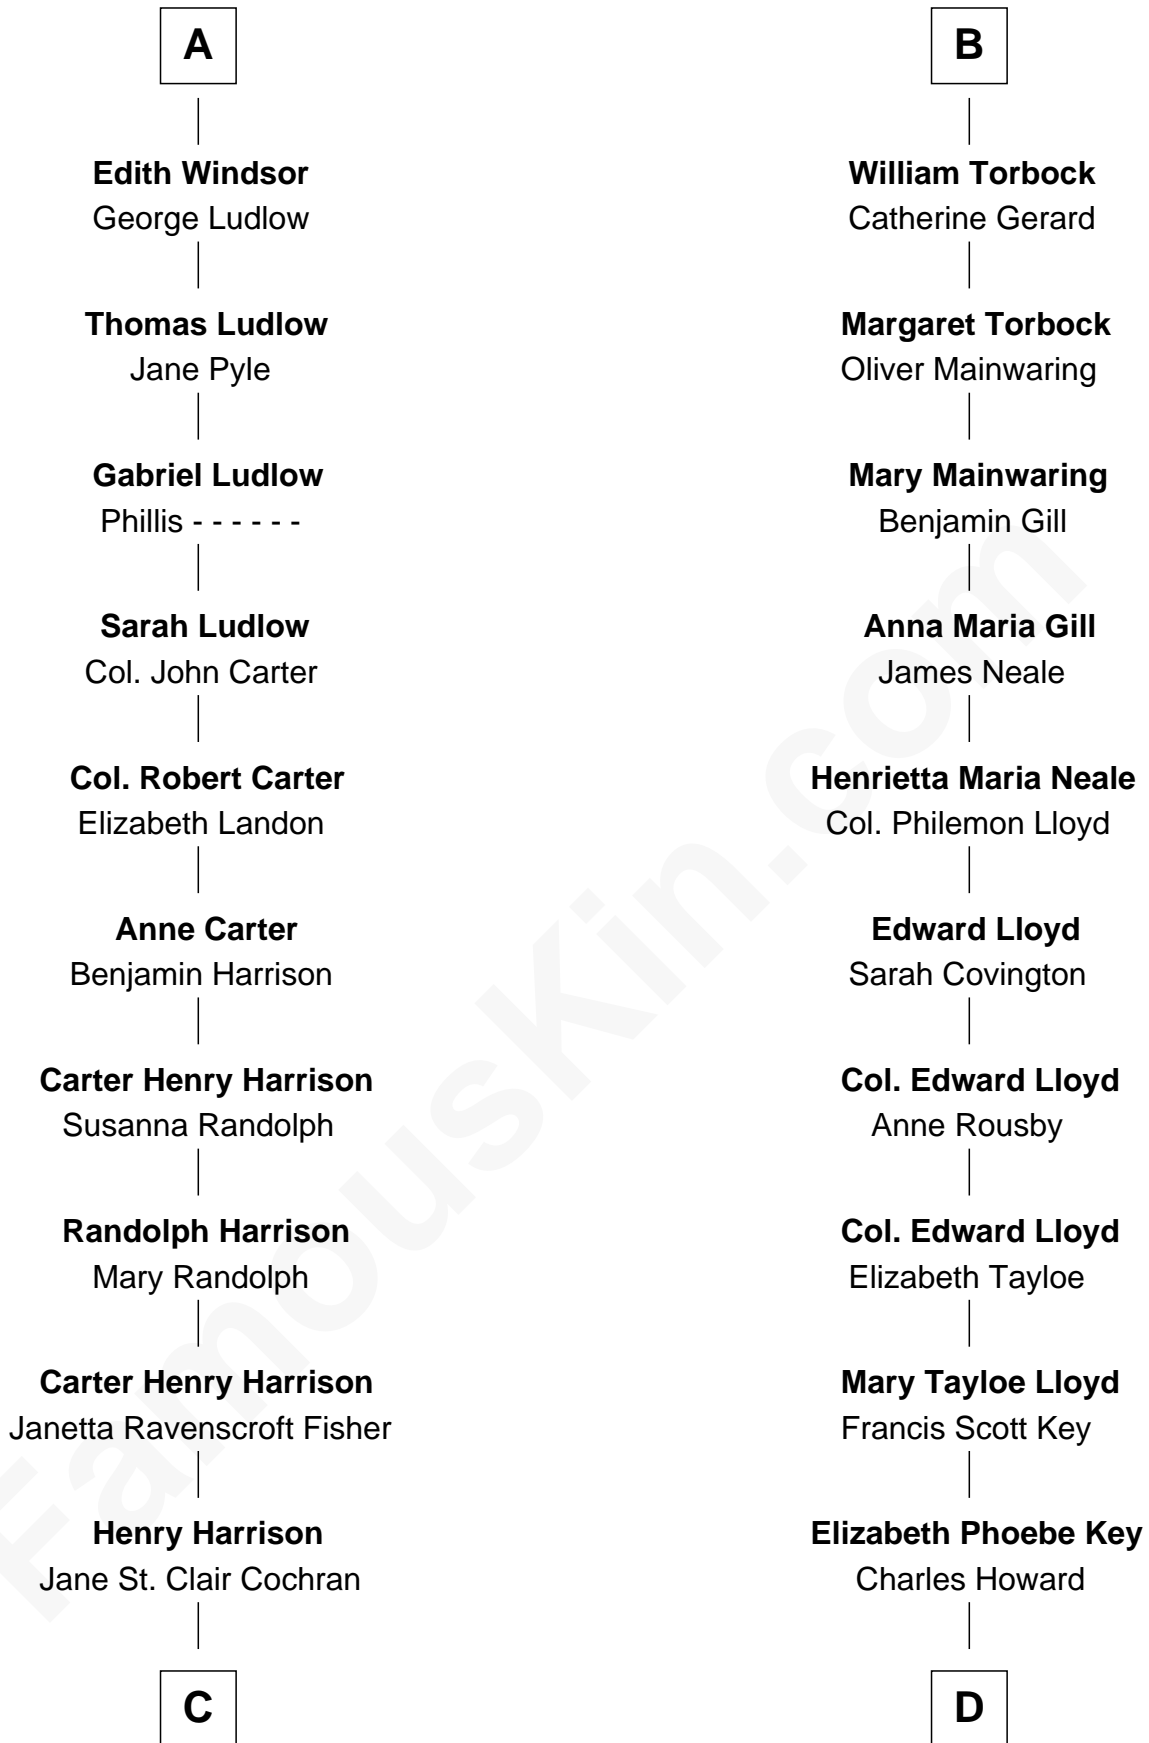 A
Edith Windsor
George Ludlow
Thomas Ludlow
Jane Pyle
Gabriel Ludlow
Phillis - - - - - -
Sarah Ludlow
Col. John Carter
Col. Robert Carter
Elizabeth Landon
Anne Carter
Benjamin Harrison
Carter Henry Harrison
Susanna Randolph
Randolph Harrison
Mary Randolph
Carter Henry Harrison
Janetta Ravenscroft Fisher
Henry Harrison
Jane St. Clair Cochran
C
B
William Torbock
Catherine Gerard
Margaret Torbock
Oliver Mainwaring
Mary Mainwaring
Benjamin Gill
Anna Maria Gill
James Neale
Henrietta Maria Neale
Col. Philemon Lloyd
Edward Lloyd
Sarah Covington
Col. Edward Lloyd
Anne Rousby
Col. Edward Lloyd
Elizabeth Tayloe
Mary Tayloe Lloyd
Francis Scott Key
Elizabeth Phoebe Key
Charles Howard
D
FamousKin.com